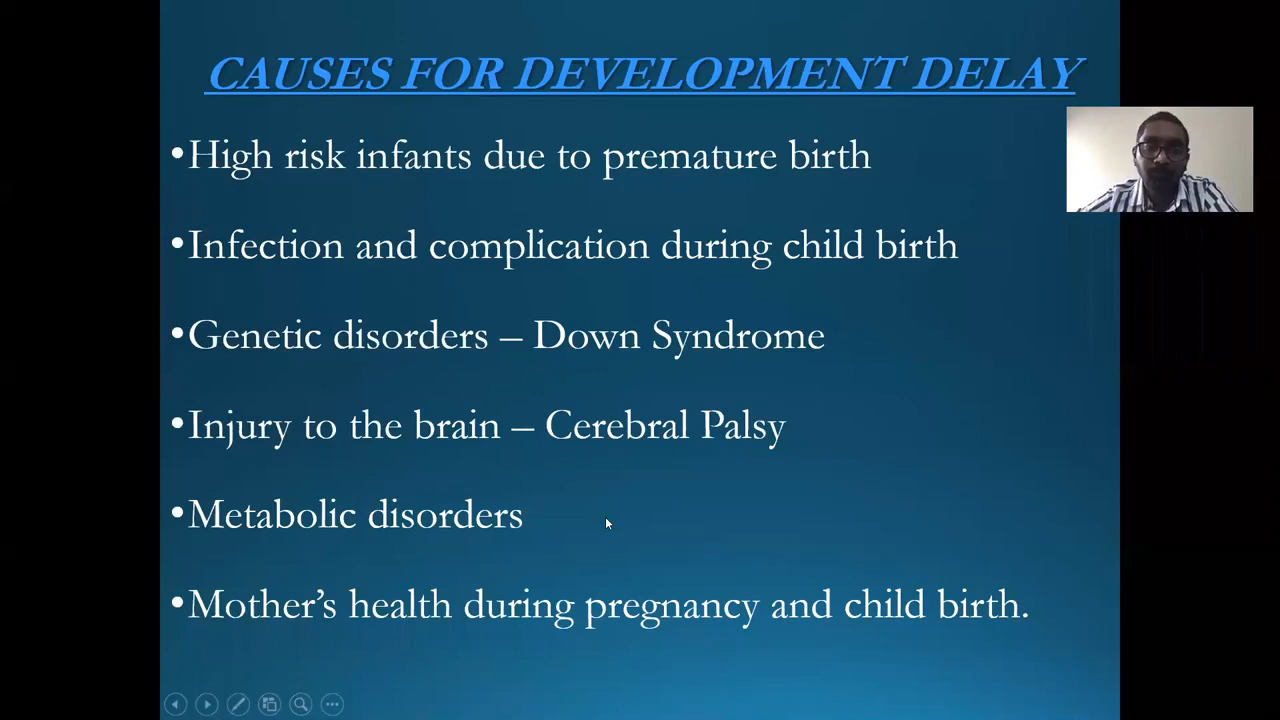 CAUSES FOR DEVELOPMENT DELAY
•High risk infants due to premature birth
•Infection and complication during child birth
•Genetic disorders – Down Syndrome
•Injury to the brain – Cerebral Palsy
•Metabolic disorders
•Mother’s health during pregnancy and child birth.